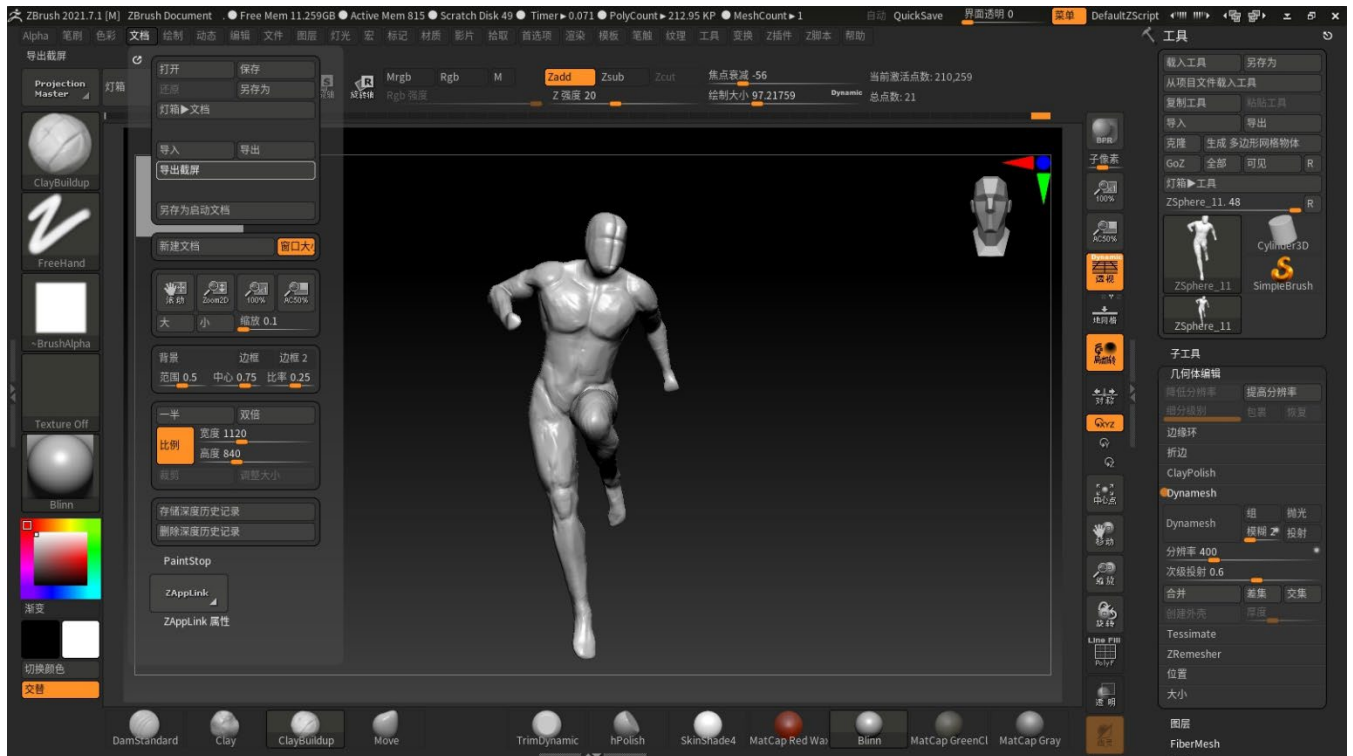 ZBrush 2021.7.1 [M] ZBrush Document . ● Free Mem 11.259GB ● Active Mem 815 ● Scratch Disk 49 ● Timer▸0.071 ● PolyCount▸212.95 KP ● MeshCount▸1 自动 QuickSave 界面透明 0 菜单 DefaultZScript
Alpha 笔刷 色彩 文档 绘制 动态 编辑 文件 图层 灯光 宏 标记 材质 影片 拾取 首选项 渲染 模板 笔触 纹理 工具 变换 Z插件 Z脚本 帮助
导出截屏
Projection Master
灯箱
打开 保存
还原 另存为
灯箱▶文档
导入 导出
导出截屏
另存为启动文档
新建文档 窗口大
滚动 Zoom2D 100% AC50%
大 小 缩放 0.1
背景 边框 边框 2
范围 0.5 中心 0.75 比率 0.25
一半 双倍
比例 宽度 1120
高度 840
裁剪 调整大小
存储深度历史记录
删除深度历史记录
PaintStop
ZAppLink
ZAppLink 属性
Mrgb Rgb M
Rgb 强度
Zadd Zsub Zcut
Z 强度 20
焦点衰减 -56
绘制大小 97.21759 Dynamic
当前激活点数: 210,259
总点数: 21
ClayBuildup
FreeHand
~BrushAlpha
Texture Off
Blinn
渐变
切换颜色
交替
BPR
子像素
100%
AC50%
Dynamic
透视
地网格
对称
XYZ
Y
Z
中心点
移动
缩放
旋转
Line Fill
PolyF
透明
工具
载入工具 另存为
从项目文件载入工具
复制工具 粘贴工具
导入 导出
克隆 生成 多边形网格物体
GoZ 全部 可见 R
灯箱▶工具
ZSphere_11. 48 R
ZSphere_11 Cylinder3D
SimpleBrush
ZSphere_11
子工具
几何体编辑
降低分辨率 提高分辨率
细分级别 包裹 恢复
边缘环
折边
ClayPolish
Dynamesh
Dynamesh 组 抛光
模糊 2 投射
分辨率 400
次级投射 0.6
合并 差集 交集
创建外壳 厚度
Tessimate
ZRemesher
位置
大小
图层
FiberMesh
DamStandard Clay ClayBuildup Move TrimDynamic hPolish SkinShade4 MatCap Red Wax Blinn MatCap GreenCl MatCap Gray